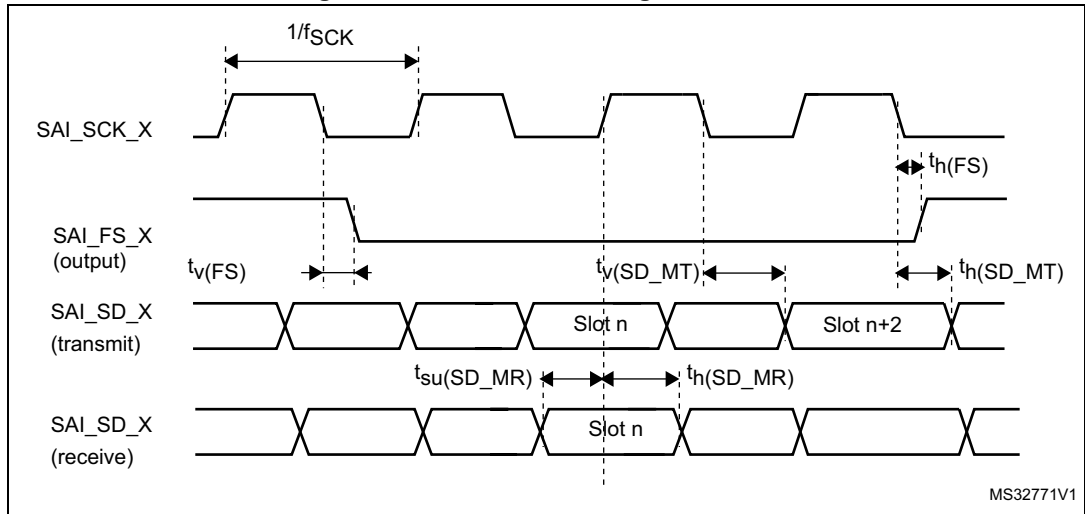 1/fSCK
SAI_SCK_X
th(FS)
SAI_FS_X
(output)
tv(FS)
tv(SD_MT)
th(SD_MT)
SAI_SD_X
(transmit)
Slot n
Slot n+2
tsu(SD_MR)
th(SD_MR)
SAI_SD_X
(receive)
Slot n
MS32771V1